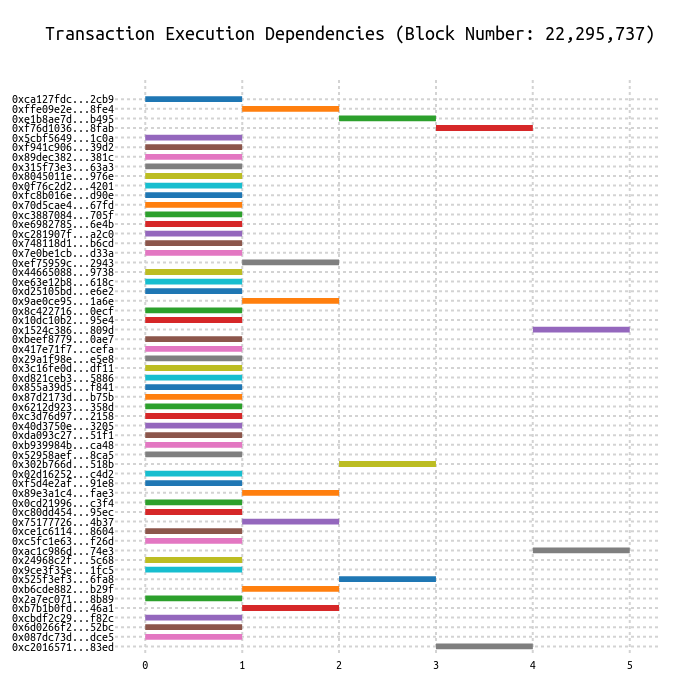 Transaction Execution Dependencies (Block Number: 22,295,737)
0xca127fdc...2cb9
0xffe09e2e...8fe4
0xe1b8ae7d...b495
0xf76d1036...8fab
0x5cbf5649...1c0a
0xf941c906...39d2
0x89dec382...381c
0x315f73e3...63a3
0x8045011e...976e
0x0f76c2d2...4201
0xfc8b016e...d90e
0x70d5cae4...67fd
0xc3887084...705f
0xe6982785...6e4b
0xc281907f...a2c0
0x748118d1...b6cd
0x7e0be1cb...d33a
0xef75959c...2943
0x44665088...9738
0xe63e12b8...618c
0xd25105bd...e6e2
0x9ae0ce95...1a6e
0x8c422716...0ecf
0x10dc10b2...95e4
0x1524c386...809d
0xbeef8779...0ae7
0x417e71f7...cefa
0x29a1f98e...e5e8
0x3c16fe0d...df11
0xd821ceb3...5886
0x855a39d5...f841
0x87d2173d...b75b
0x6212d923...358d
0xc3d76d97...2158
0x40d3750e...3205
0xda093c27...51f1
0xb939984b...ca48
0x52958aef...8ca5
0x302b766d...518b
0x02d16252...c4d2
0xf5d4e2af...91e8
0x89e3a1c4...fae3
0x0cd21996...c3f4
0xc80dd454...95ec
0x75177726...4b37
0xce1c6114...8604
0xc5fc1e63...f26d
0xac1c986d...74e3
0x24968c2f...5c68
0x9ce3f35e...1fc5
0x525f3ef3...6fa8
0xb6cde882...b29f
0x2a7ec071...8b89
0xb7b1b0fd...46a1
0xcbdf2c29...f82c
0x6d0266f2...52bc
0x087dc73d...dce5
0xc2016571...83ed
0 1 2 3 4 5